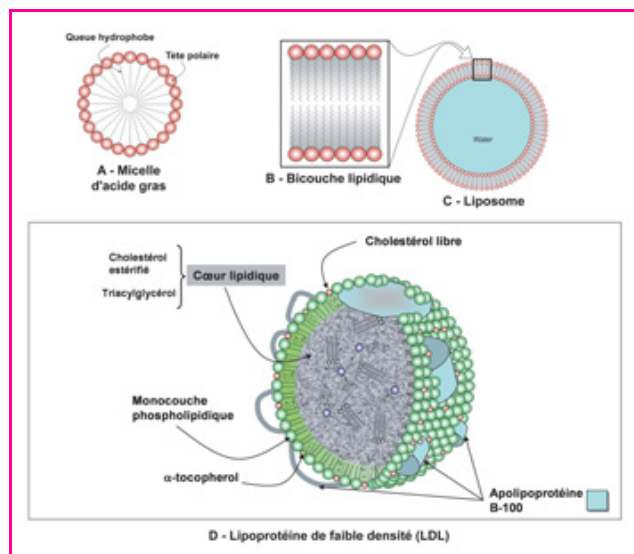 Queue hydrophobe
Tête polaire
A - Micelle
d'acide gras
B - Bicouche lipidique
Water
C - Liposome
Cholestérol
estérifié
Triacylglycérol
Cœur lipidique
Cholestérol libre
Monocouche
phospholipidique
α-tocopherol
Apolipoprotéine
B-100
D - Lipoprotéine de faible densité (LDL)